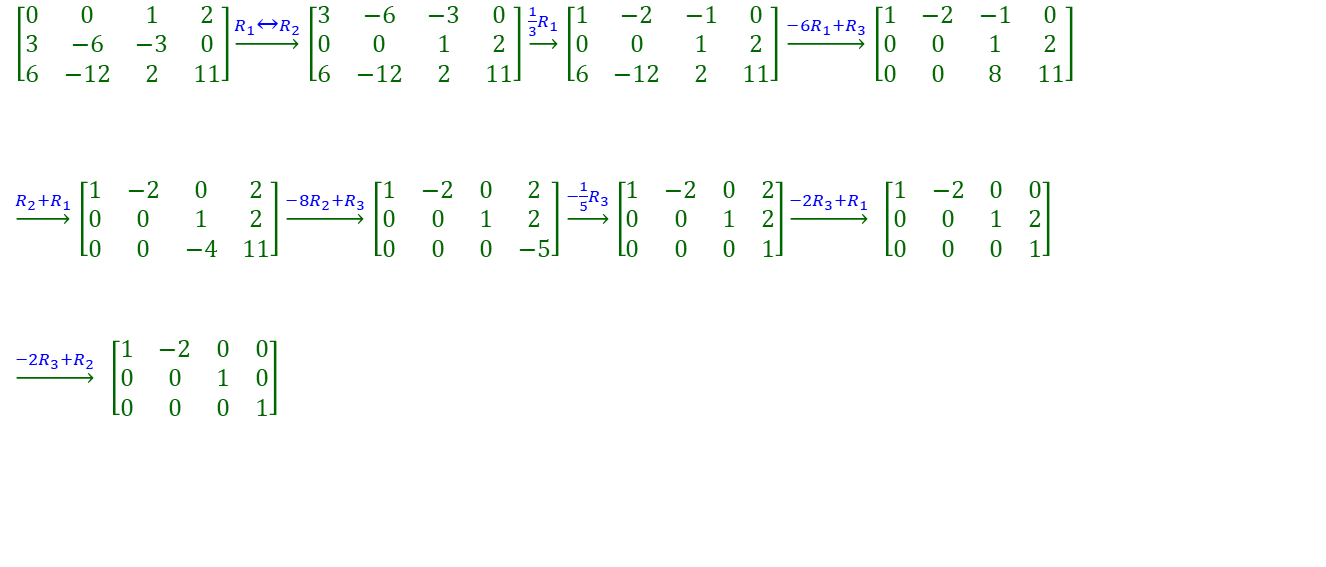 [0 0 1 2; 3 −6 −3 0; 6 −12 2 11] R₁↔R₂ → [3 −6 −3 0; 0 0 1 2; 6 −12 2 11] 1/3 R₁ → [1 −2 −1 0; 0 0 1 2; 6 −12 2 11] −6R₁+R₃ → [1 −2 −1 0; 0 0 1 2; 0 0 8 11]
R₂+R₁ → [1 −2 0 2; 0 0 1 2; 0 0 −4 11] −8R₂+R₃ → [1 −2 0 2; 0 0 1 2; 0 0 0 −5] −1/5 R₃ → [1 −2 0 2; 0 0 1 2; 0 0 0 1] −2R₃+R₁ → [1 −2 0 0; 0 0 1 2; 0 0 0 1]
−2R₃+R₂ → [1 −2 0 0; 0 0 1 0; 0 0 0 1]